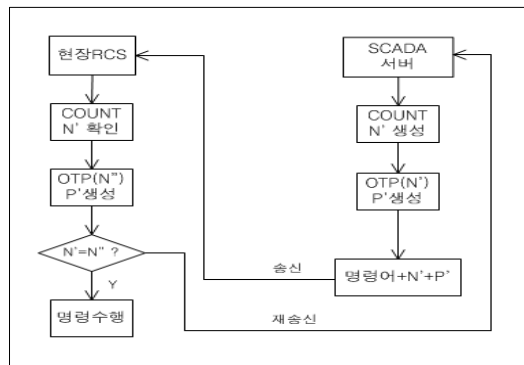 현장RCS
COUNT
N' 확인
OTP(N")
P'생성
N'=N" ?
Y
명령수행
SCADA
서버
COUNT
N' 생성
OTP(N')
P'생성
명령어+N'+P'
송신
재송신